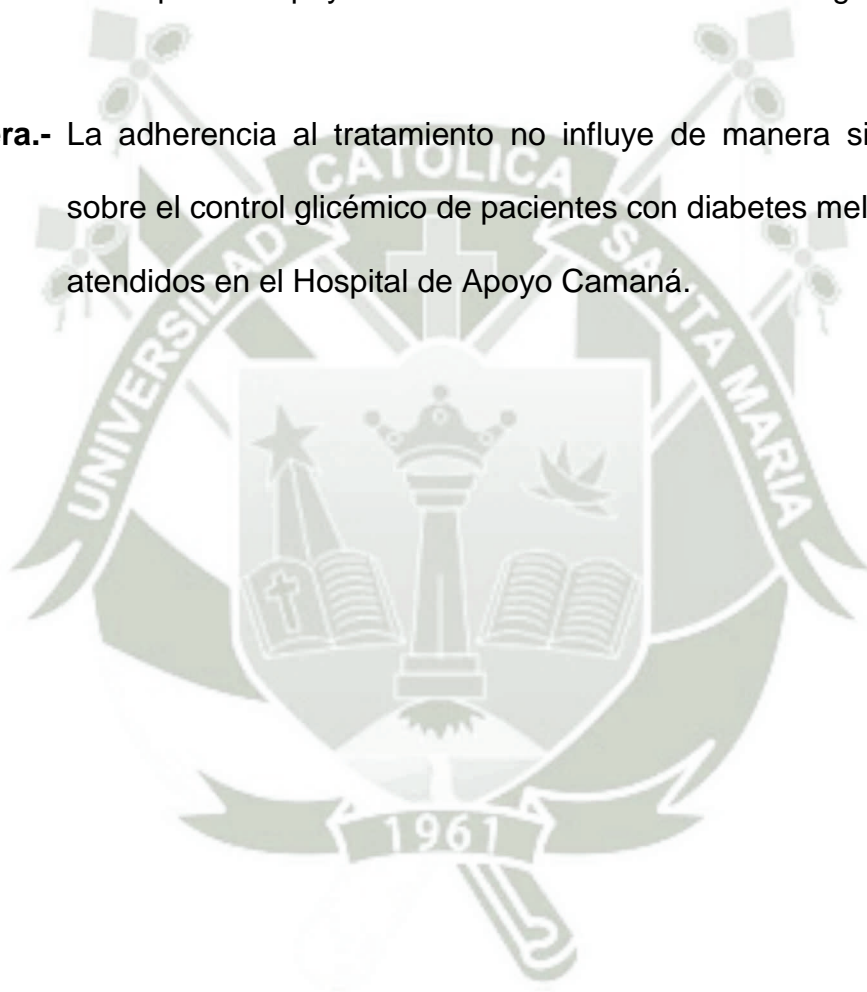 ra.- La adherencia al tratamiento no influye de manera si
sobre el control glicémico de pacientes con diabetes mel
atendidos en el Hospital de Apoyo Camaná.
UNIVERSIDAD CATOLICA SANTA MARIA
1961